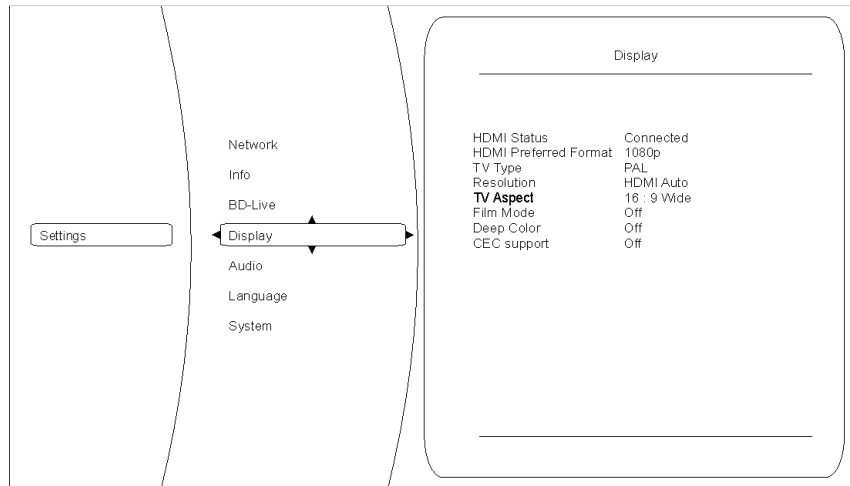 Settings
Network
Info
BD-Live
Display
Audio
Language
System
Display
HDMI Status Connected
HDMI Preferred Format 1080p
TV Type PAL
Resolution HDMI Auto
TV Aspect 16 : 9 Wide
Film Mode Off
Deep Color Off
CEC support Off